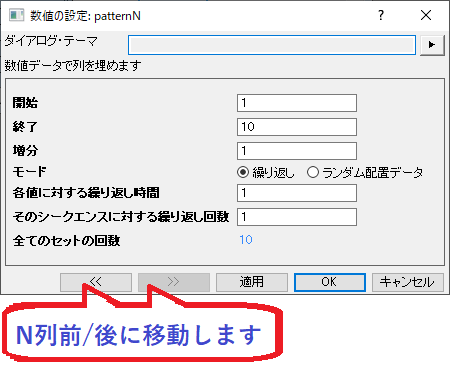 数値の設定: patternN
ダイアログ・テーマ
数値データで列を埋めます
開始 1
終了 10
増分 1
モード 繰り返し ランダム配置データ
各値に対する繰り返し時間 1
そのシークエンスに対する繰り返し回数 1
全てのセットの回数 10
<< >> 適用 OK キャンセル
N列前/後に移動します